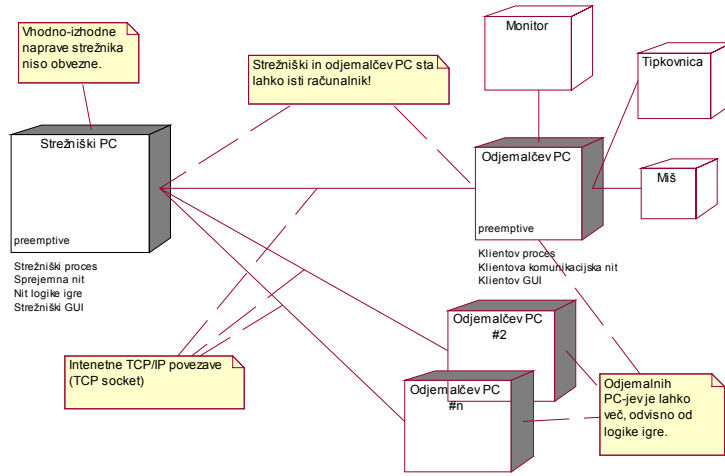 Vhodno-izhodne
naprave strežnika
niso obvezne.
Strežniški in odjemalčev PC sta
lahko isti računalnik!
Monitor
Tipkovnica
Strežniški PC
preemptive
Strežniški proces
Sprejemna nit
Nit logike igre
Strežniški GUI
Odjemalčev PC
preemptive
Klientov proces
Klientova komunikacijska nit
Klientov GUI
Miš
Odjemalčev PC
#2
Odjemalčev PC
#n
Intenetne TCP/IP povezave
(TCP socket)
Odjemalnih
PC-jev je lahko
več, odvisno od
logike igre.